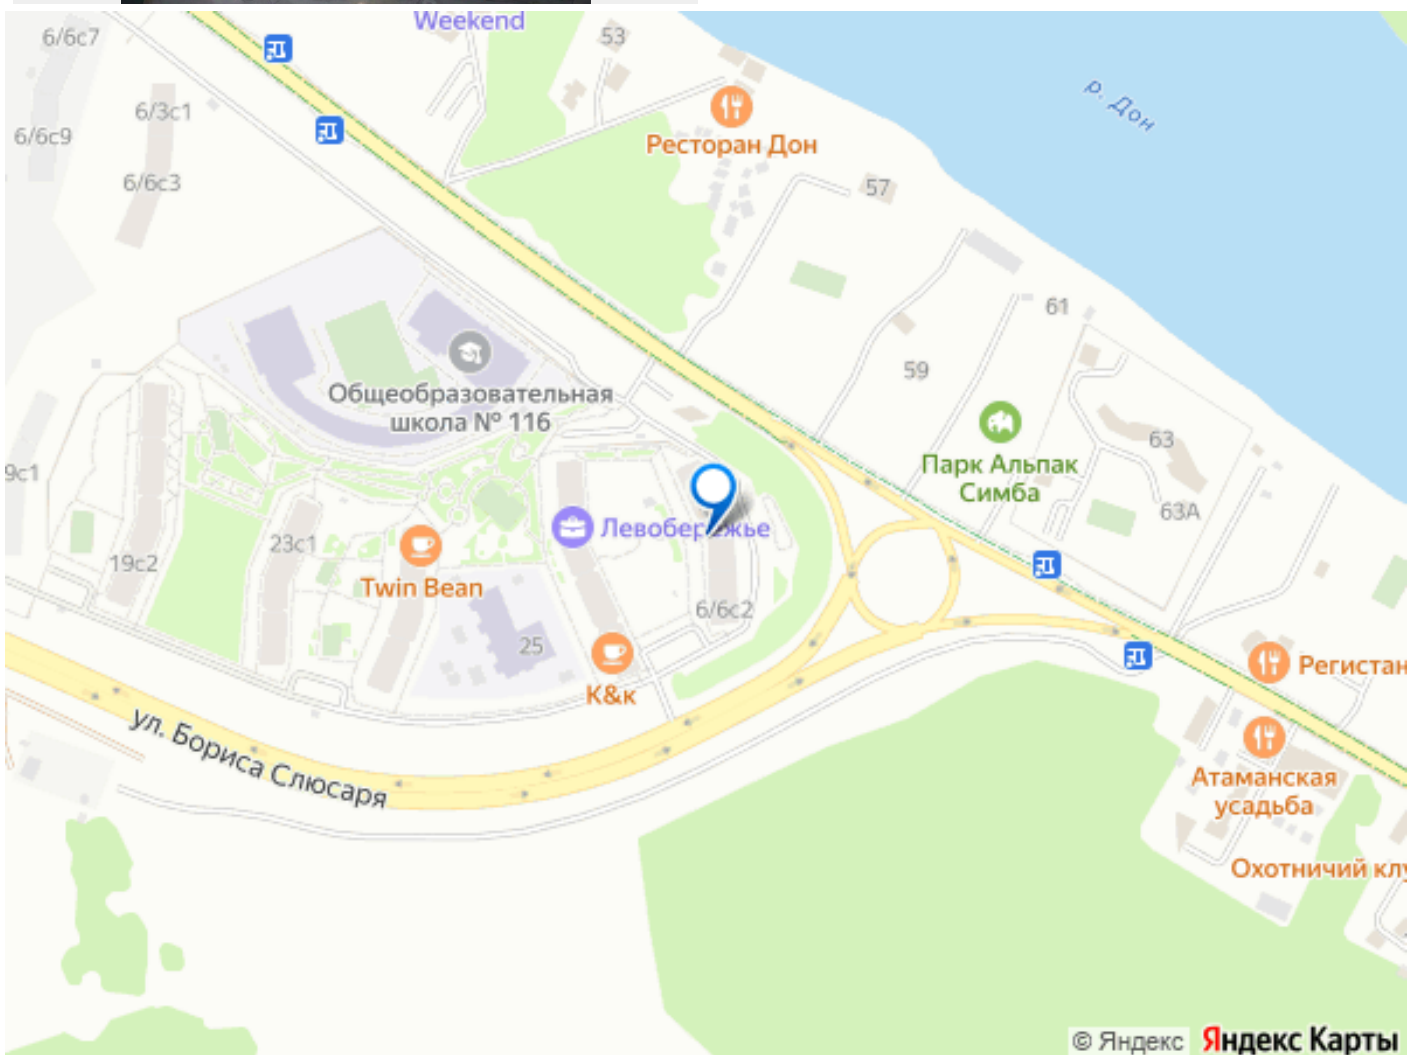 Weekend
6/6с7
53
6/3с1
6/6с9
р. Дон
Ресторан Дон
6/6с3
57
61
59
Общеобразовательная
школа № 116
63
Парк Альпак
Симба
9с1
63А
Левобережье
23с1
19с2
Twin Bean
6/6с2
25
Регистан
К&к
ул. Бориса Слюсаря
Атаманская
усадьба
Охотничий клу
© Яндекс Яндекс Карты